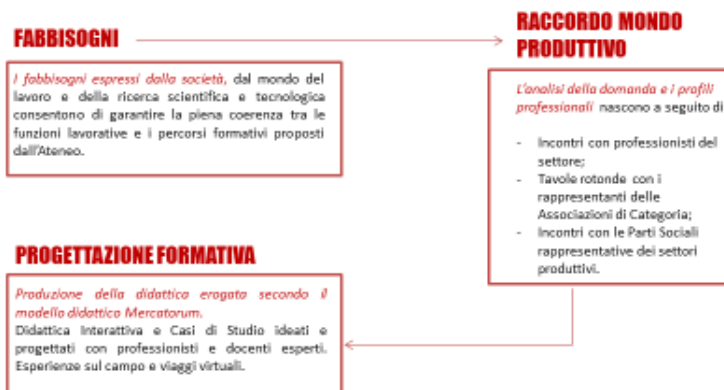 FABBISOGNI
I fabbisogni espressi dalla società, dal mondo del
lavoro e della ricerca scientifica e tecnologica
consentono di garantire la piena coerenza tra le
funzioni lavorative e i percorsi formativi proposti
dall'Ateneo.
RACCORDO MONDO
PRODUTTIVO
L'analisi della domanda e i profili
professionali nascono a seguito di
- Incontri con professionisti del
settore;
- Tavole rotonde con i
rappresentanti delle
Associazioni di Categoria;
- Incontri con le Parti Sociali
rappresentative dei settori
produttivi.
PROGETTAZIONE FORMATIVA
Produzione della didattica erogata secondo il
modello didattico Mercatorum.
Didattica Interattiva e Casi di Studio ideati e
progettati con professionisti e docenti esperti.
Esperienze sul campo e viaggi virtuali.